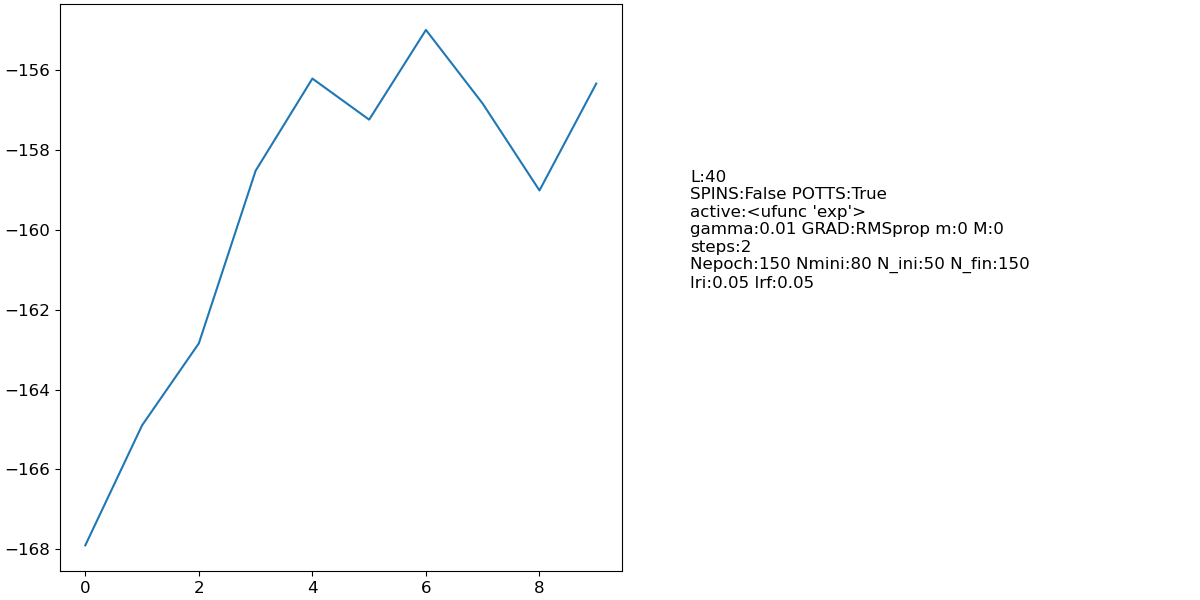 −156
−158
−160
−162
−164
−166
−168
0 2 4 6 8
L:40
SPINS:False POTTS:True
active:<ufunc 'exp'>
gamma:0.01 GRAD:RMSprop m:0 M:0
steps:2
Nepoch:150 Nmini:80 N_ini:50 N_fin:150
lri:0.05 lrf:0.05